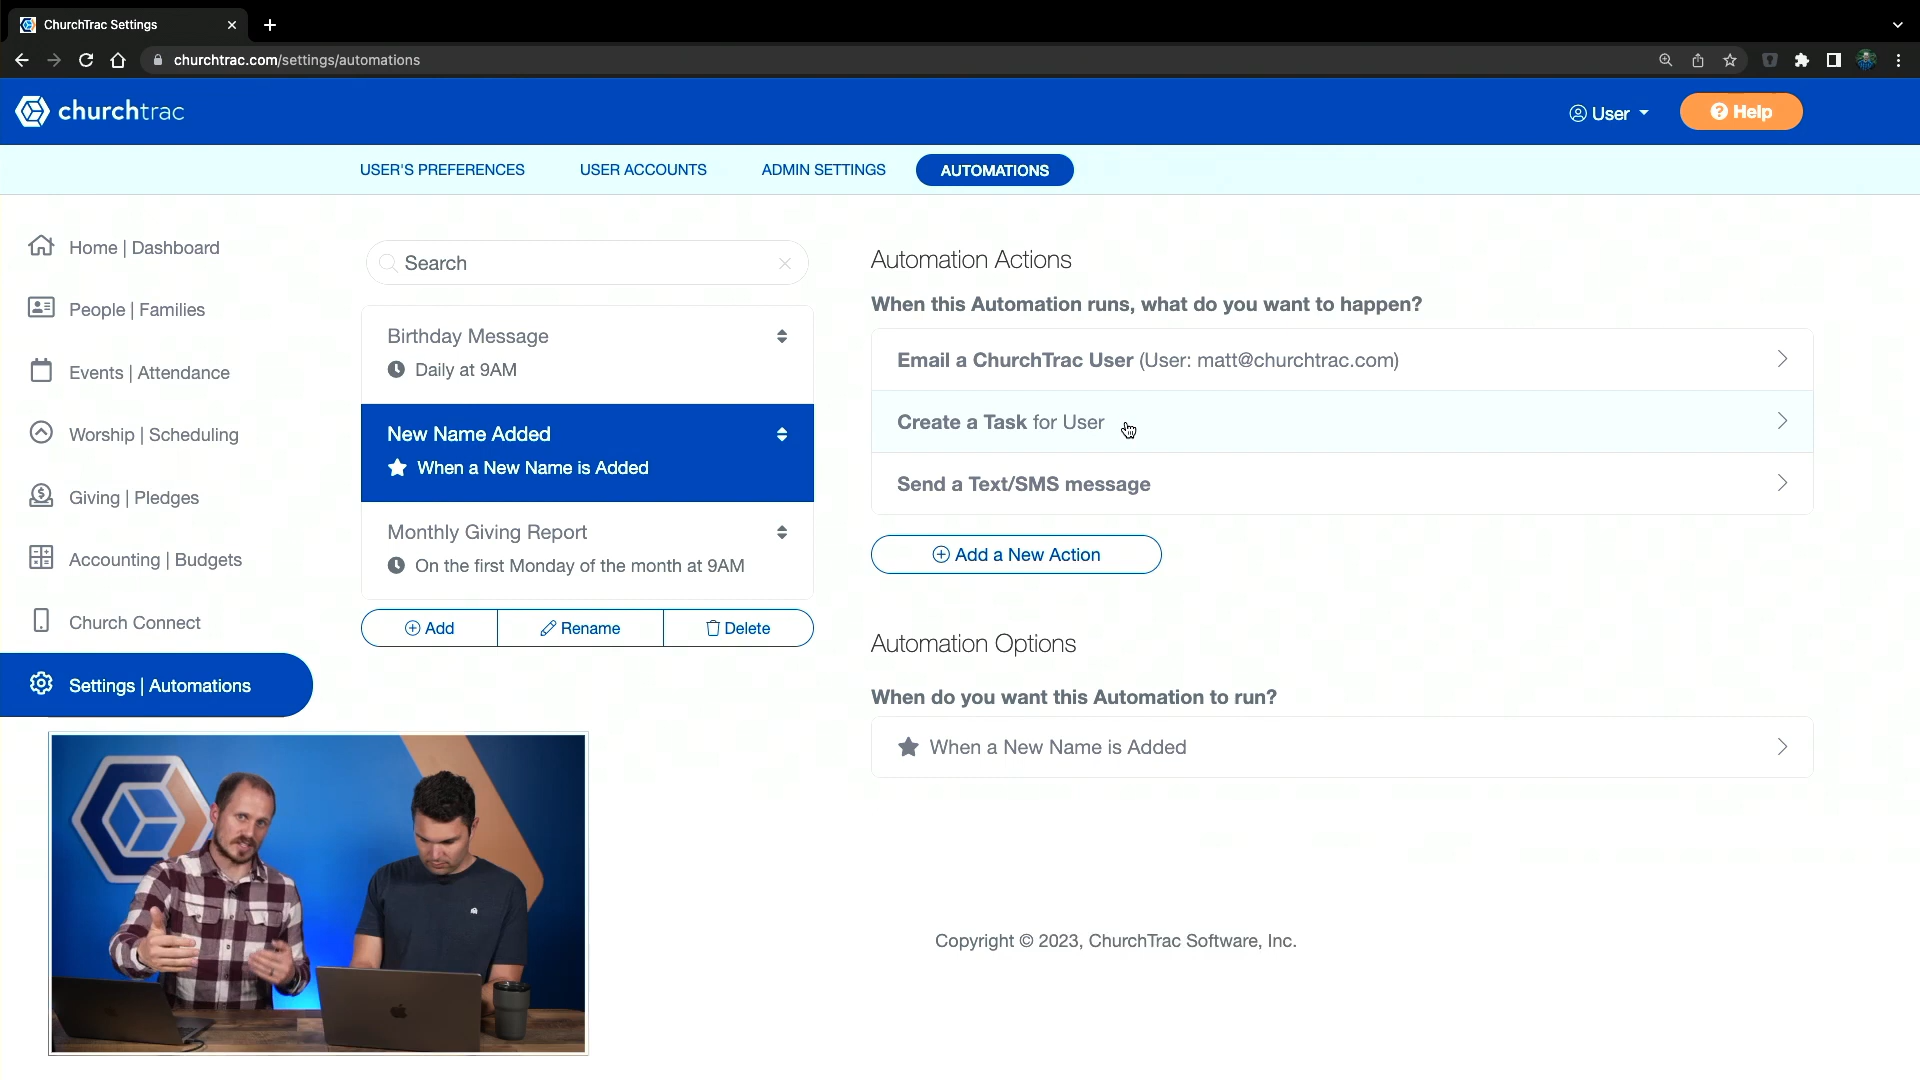 ChurchTrac Settings
churchtrac.com/settings/automations
churchtrac
User
Help
USER'S PREFERENCES
USER ACCOUNTS
ADMIN SETTINGS
AUTOMATIONS
Home | Dashboard
People | Families
Events | Attendance
Worship | Scheduling
Giving | Pledges
Accounting | Budgets
Church Connect
Settings | Automations
Search
Birthday Message
Daily at 9AM
New Name Added
When a New Name is Added
Monthly Giving Report
On the first Monday of the month at 9AM
Add
Rename
Delete
Automation Actions
When this Automation runs, what do you want to happen?
Email a ChurchTrac User (User: matt@churchtrac.com)
Create a Task for User
Send a Text/SMS message
Add a New Action
Automation Options
When do you want this Automation to run?
When a New Name is Added
Copyright © 2023, ChurchTrac Software, Inc.